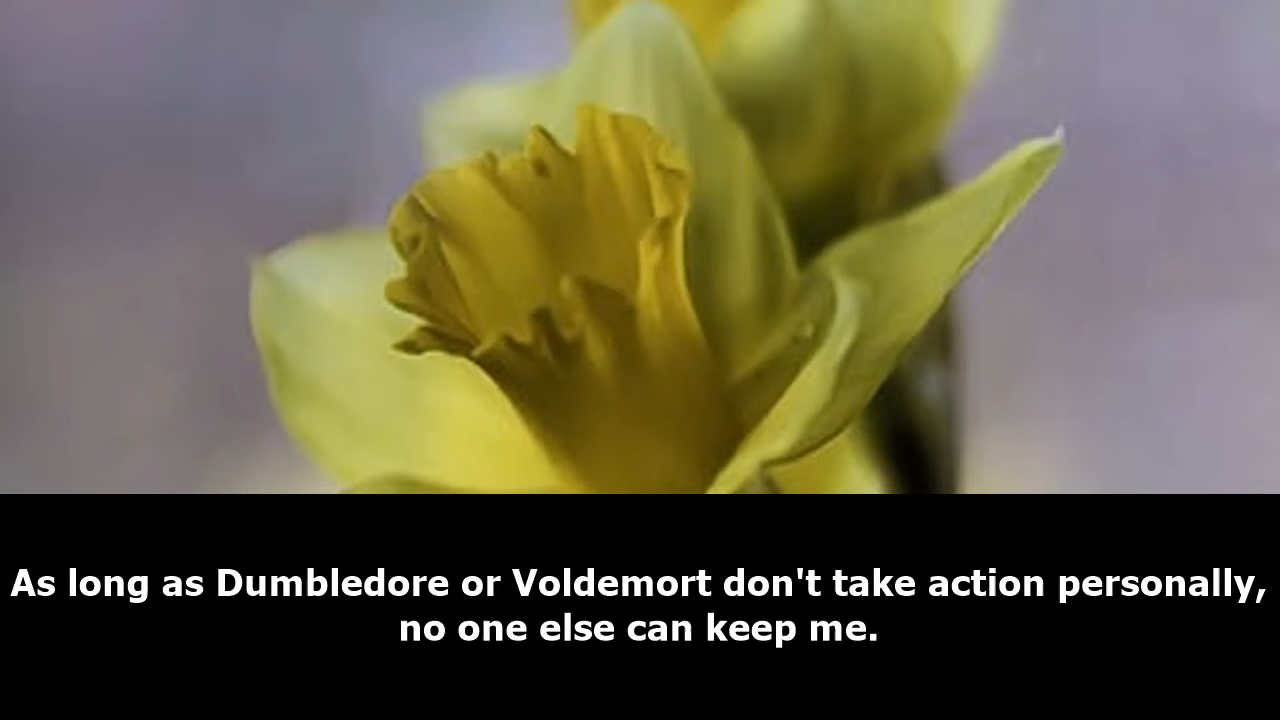 As long as Dumbledore or Voldemort don't take action personally,
no one else can keep me.